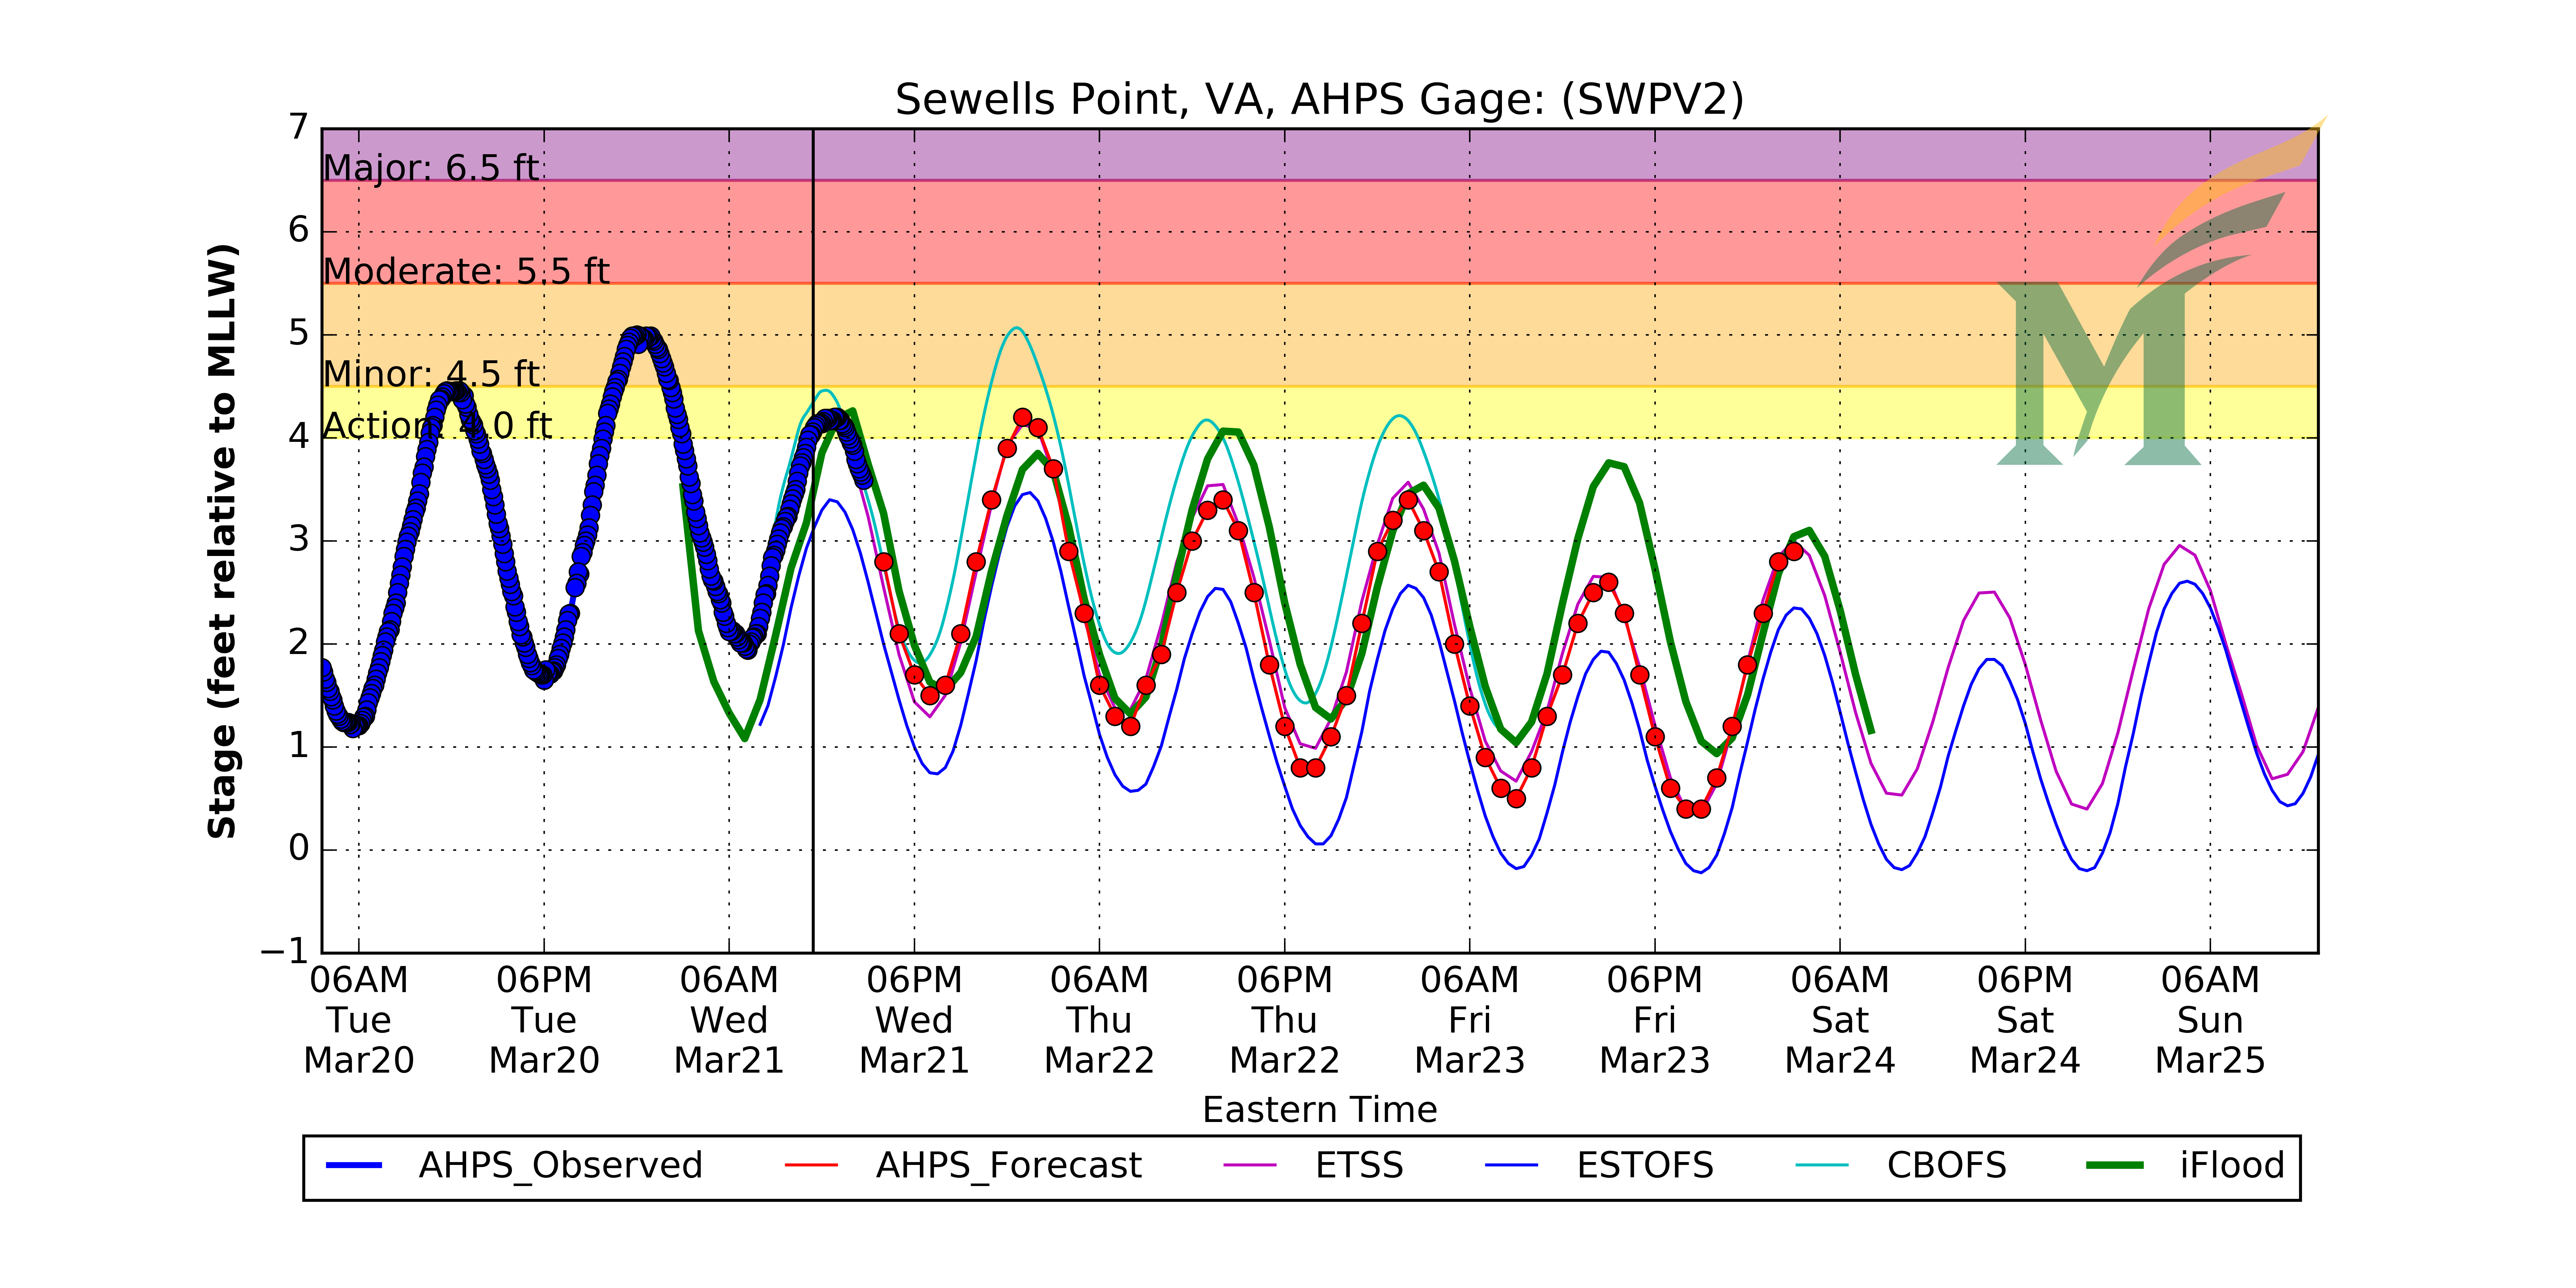 Sewells Point, VA, AHPS Gage: (SWPV2)
7
Major: 6.5 ft
6
Moderate: 5.5 ft
5
Minor: 4.5 ft
Action: 4.0 ft
4
3
2
1
0
−1
Stage (feet relative to MLLW)
06AM 06PM 06AM 06PM 06AM 06PM 06AM 06PM 06AM 06PM 06AM
Tue Tue Wed Wed Thu Thu Fri Fri Sat Sat Sun
Mar20 Mar20 Mar21 Mar21 Mar22 Mar22 Mar23 Mar23 Mar24 Mar24 Mar25
Eastern Time
AHPS_Observed AHPS_Forecast ETSS ESTOFS CBOFS iFlood
M